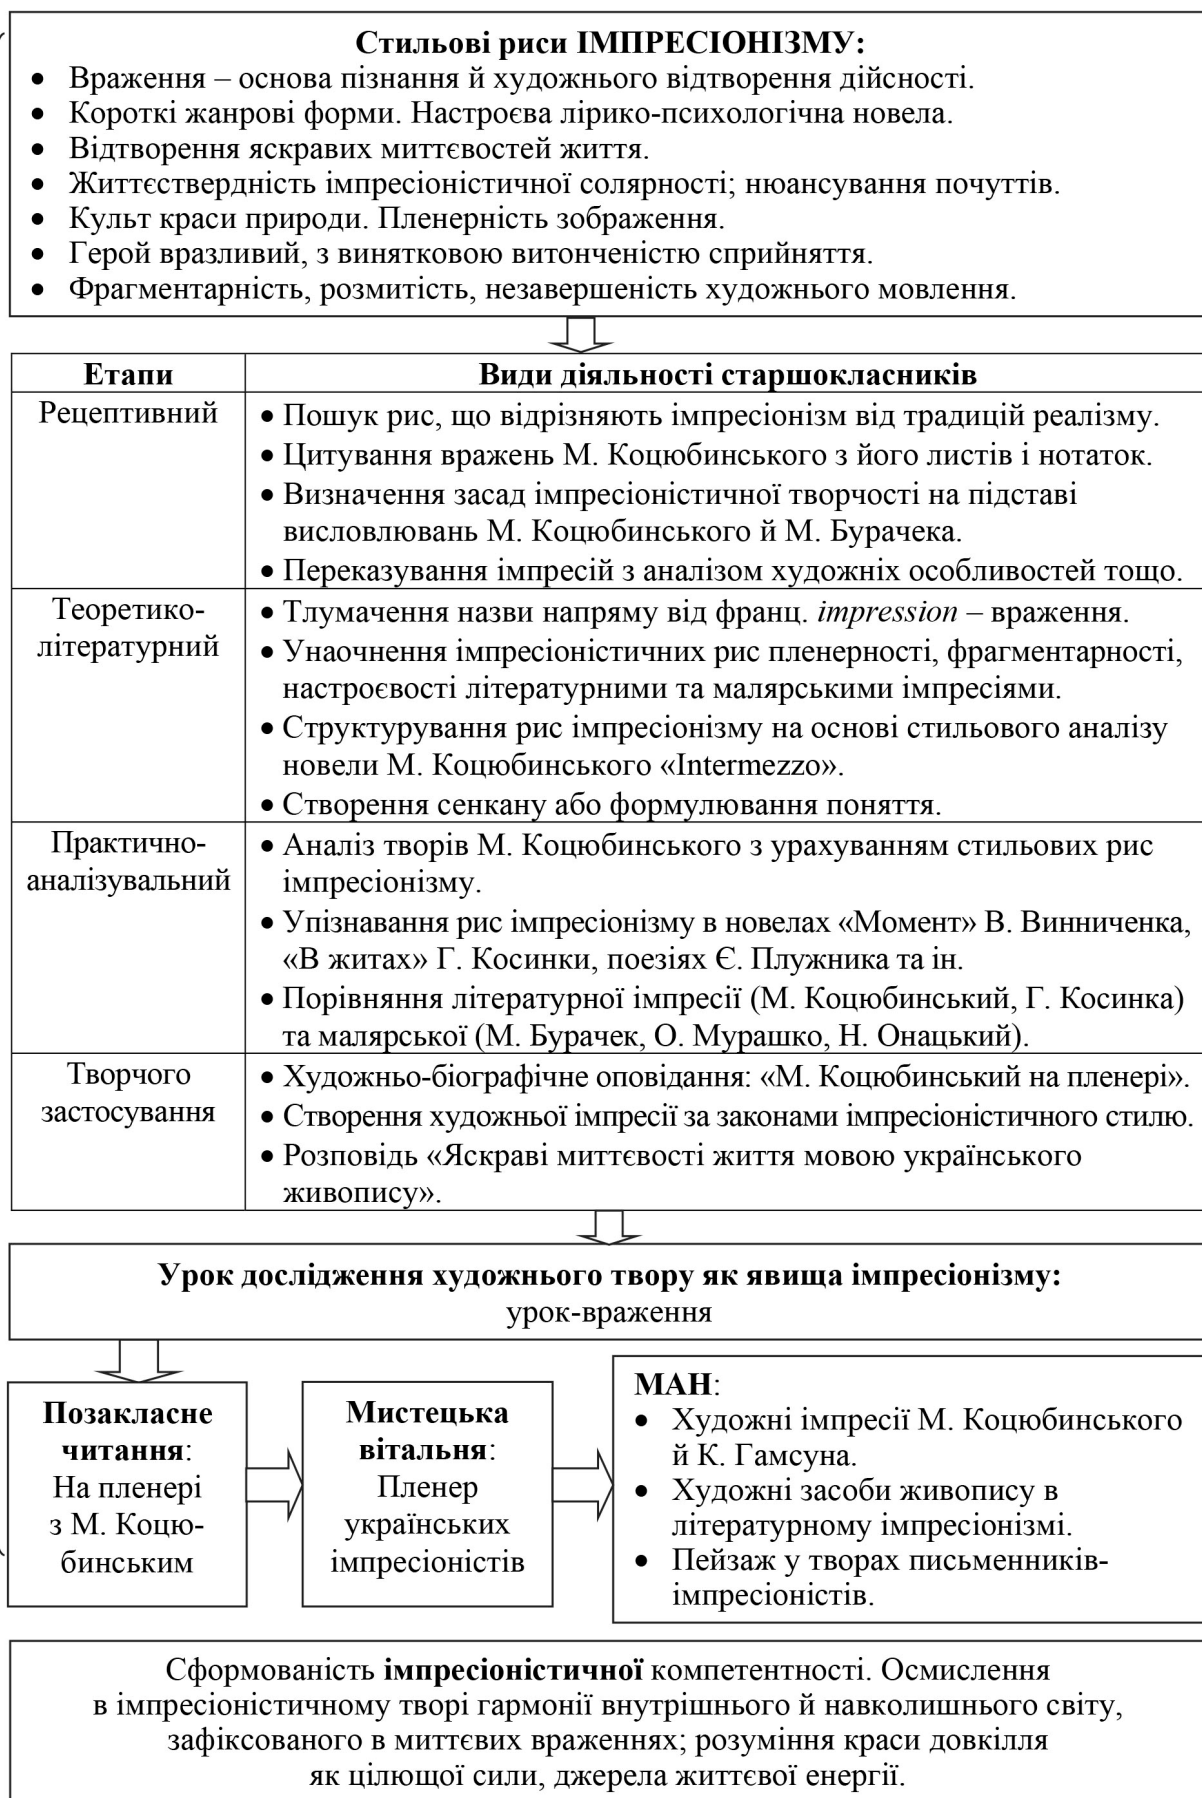 Стильові риси ІМПРЕСІОНІЗМУ:
• Враження – основа пізнання й художнього відтворення дійсності.
• Короткі жанрові форми. Настроєва лірико-психологічна новела.
• Відтворення яскравих миттєвостей життя.
• Життєствердність імпресіоністичної солярності; нюансування почуттів.
• Культ краси природи. Пленерність зображення.
• Герой вразливий, з винятковою витонченістю сприйняття.
• Фрагментарність, розмитість, незавершеність художнього мовлення.
Етапи
Види діяльності старшокласників
Рецептивний
• Пошук рис, що відрізняють імпресіонізм від традицій реалізму.
• Цитування вражень М. Коцюбинського з його листів і нотаток.
• Визначення засад імпресіоністичної творчості на підставі
висловлювань М. Коцюбинського й М. Бурачека.
• Переказування імпресій з аналізом художніх особливостей тощо.
Теоретико-
літературний
• Тлумачення назви напряму від франц. impression – враження.
• Унаочнення імпресіоністичних рис пленерності, фрагментарності,
настроєвості літературними та малярськими імпресіями.
• Структурування рис імпресіонізму на основі стильового аналізу
новели М. Коцюбинського «Intermezzo».
• Створення сенкану або формулювання поняття.
Практично-
аналізувальний
• Аналіз творів М. Коцюбинського з урахуванням стильових рис
імпресіонізму.
• Упізнавання рис імпресіонізму в новелах «Момент» В. Винниченка,
«В житах» Г. Косинки, поезіях Є. Плужника та ін.
• Порівняння літературної імпресії (М. Коцюбинський, Г. Косинка)
та малярської (М. Бурачек, О. Мурашко, Н. Онацький).
Творчого
застосування
• Художньо-біографічне оповідання: «М. Коцюбинський на пленері».
• Створення художньої імпресії за законами імпресіоністичного стилю.
• Розповідь «Яскраві миттєвості життя мовою українського
живопису».
Урок дослідження художнього твору як явища імпресіонізму:
урок-враження
Позакласне
читання:
На пленері
з М. Коцю-
бинським
Мистецька
вітальня:
Пленер
українських
імпресіоністів
МАН:
• Художні імпресії М. Коцюбинського
й К. Гамсуна.
• Художні засоби живопису в
літературному імпресіонізмі.
• Пейзаж у творах письменників-
імпресіоністів.
Сформованість імпресіоністичної компетентності. Осмислення
в імпресіоністичному творі гармонії внутрішнього й навколишнього світу,
зафіксованого в миттєвих враженнях; розуміння краси довкілля
як цілющої сили, джерела життєвої енергії.